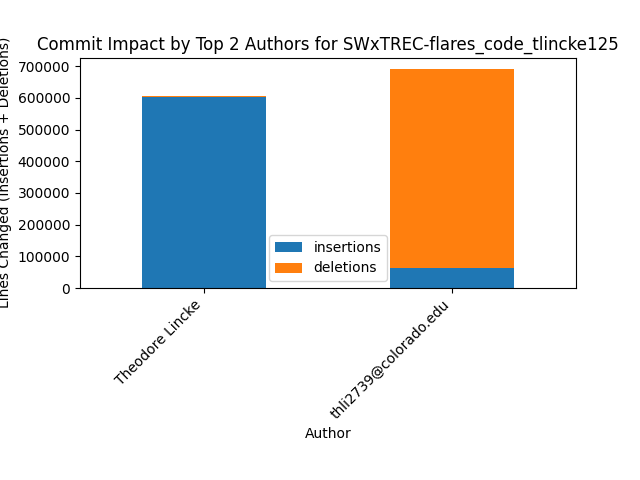 Commit Impact by Top 2 Authors for SWxTREC-flares_code_tlincke125
Lines Changed (Insertions + Deletions)
700000
600000
500000
400000
300000
200000
100000
0
insertions
deletions
Theodore Lincke
thli2739@colorado.edu
Author